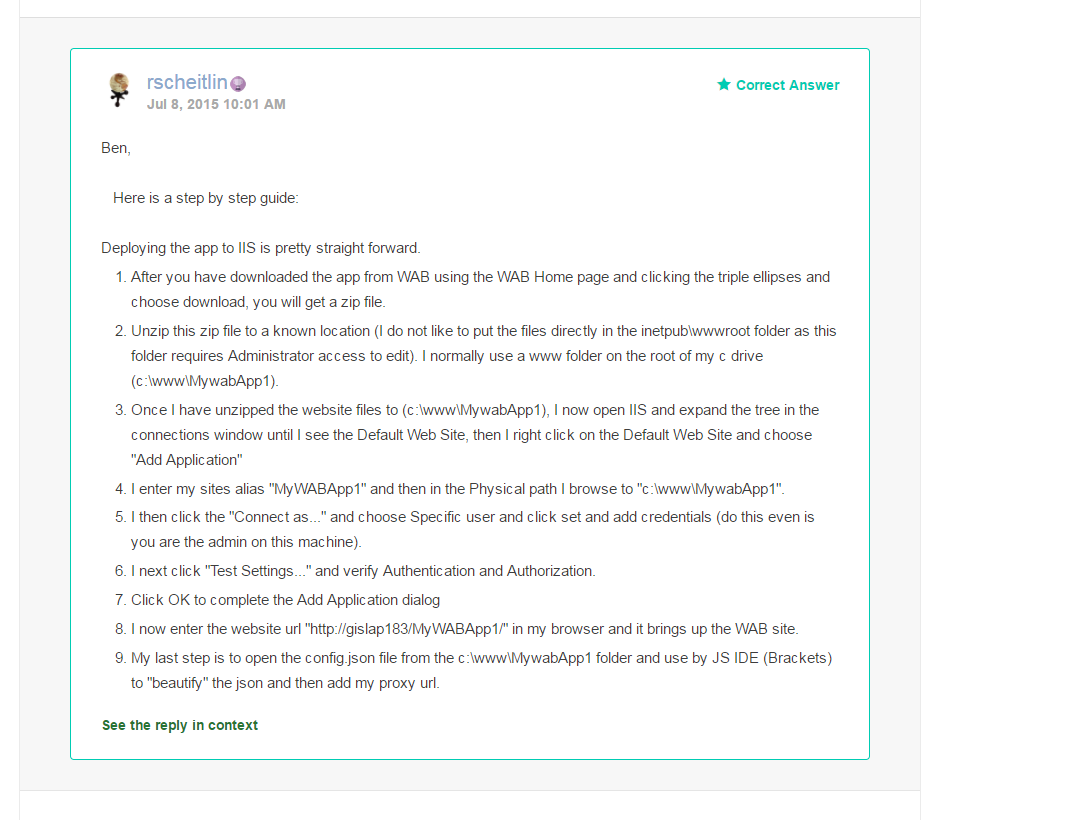 rscheitlin
★ Correct Answer
Jul 8, 2015 10:01 AM
Ben,
Here is a step by step guide:
Deploying the app to IIS is pretty straight forward.
1. After you have downloaded the app from WAB using the WAB Home page and clicking the triple ellipses and
choose download, you will get a zip file.
2. Unzip this zip file to a known location (I do not like to put the files directly in the inetpub\wwwroot folder as this
folder requires Administrator access to edit). I normally use a www folder on the root of my c drive
(c:\www\MywabApp1).
3. Once I have unzipped the website files to (c:\www\MywabApp1), I now open IIS and expand the tree in the
connections window until I see the Default Web Site, then I right click on the Default Web Site and choose
"Add Application"
4. I enter my sites alias "MyWABApp1" and then in the Physical path I browse to "c:\www\MywabApp1".
5. I then click the "Connect as..." and choose Specific user and click set and add credentials (do this even is
you are the admin on this machine).
6. I next click "Test Settings..." and verify Authentication and Authorization.
7. Click OK to complete the Add Application dialog
8. I now enter the website url "http://gislap183/MyWABApp1/" in my browser and it brings up the WAB site.
9. My last step is to open the config.json file from the c:\www\MywabApp1 folder and use by JS IDE (Brackets)
to "beautify" the json and then add my proxy url.
See the reply in context